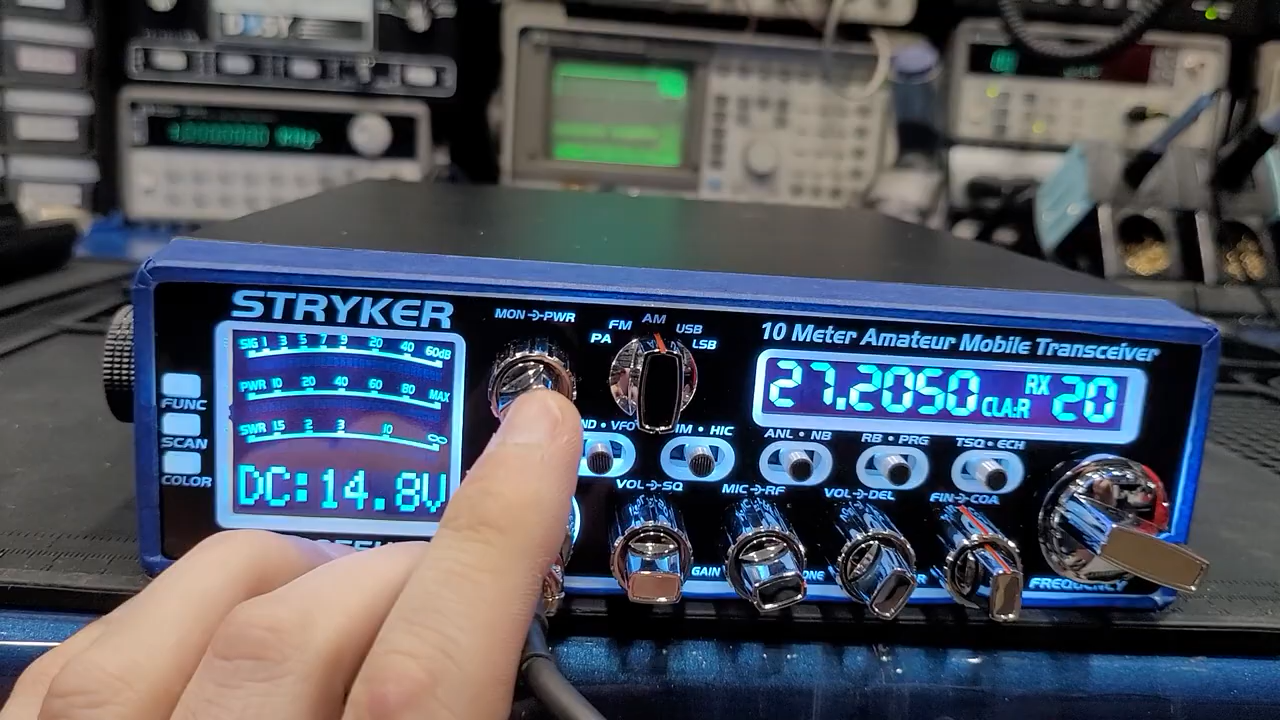 STRYKER
MON PWR
PA FM AM USB LSB
10 Meter Amateur Mobile Transceiver
SIG 1 3 5 7 9 20 40 60dB
PWR 10 20 40 60 80 MAX
SWR 1.5 2 3 10 ∞
DC:14.8V
27.2050 CLA:R RX 20
FUNC
SCAN
COLOR
ND • VFO
IM • HIC
ANL • NB
RB • PRG
TSQ • ECH
VOL SQ
MIC RF
VOL DEL
FIN COA
GAIN
ONE
R
FREQUENCY